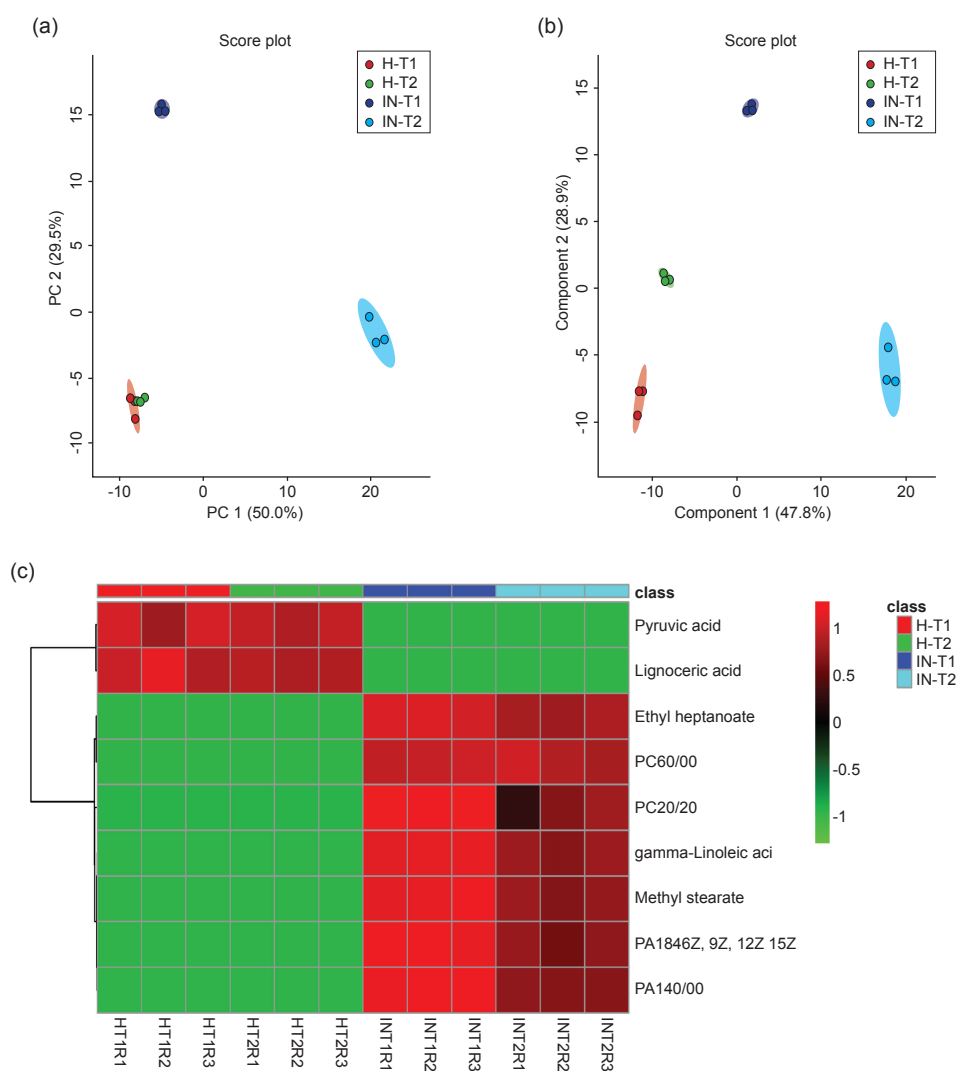 (a)
Score plot
H-T1
H-T2
IN-T1
IN-T2
15
10
5
0
-5
-10
PC 2 (29.5%)
-10 0 10 20
PC 1 (50.0%)
(b)
Score plot
H-T1
H-T2
IN-T1
IN-T2
15
10
5
0
-5
-10
Component 2 (28.9%)
-10 0 10 20
Component 1 (47.8%)
(c)
class
Pyruvic acid
Lignoceric acid
Ethyl heptanoate
PC60/00
PC20/20
gamma-Linoleic aci
Methyl stearate
PA1846Z, 9Z, 12Z 15Z
PA140/00
HT1R1
HT1R2
HT1R3
HT2R1
HT2R2
HT2R3
INT1R1
INT1R2
INT1R3
INT2R1
INT2R2
INT2R3
1
0.5
0
-0.5
-1
class
H-T1
H-T2
IN-T1
IN-T2